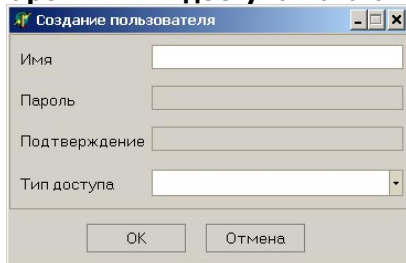 Создание пользователя
Имя
Пароль
Подтверждение
Тип доступа
OK
Отмена